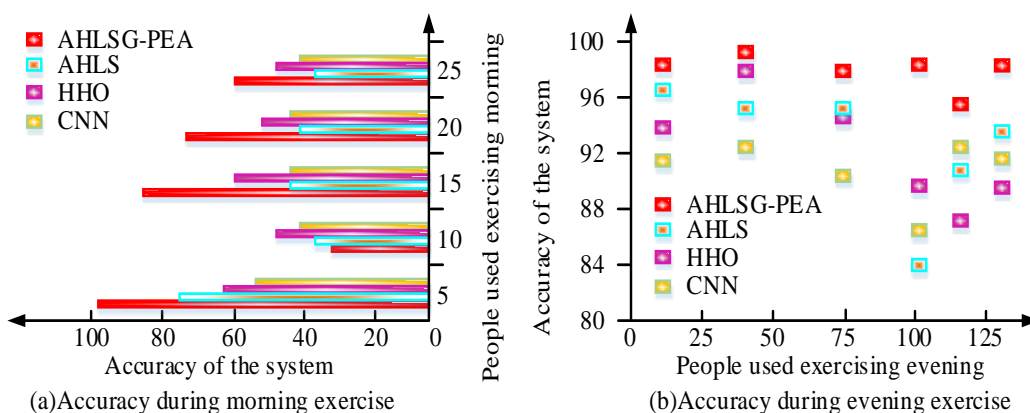 AHLSG-PEA
AHLS
HHO
CNN
25
20
15
10
5
People used exercising morning
100 80 60 40 20 0
Accuracy of the system
(a)Accuracy during morning exercise
100
96
92
88
84
80
Accuracy of the system
AHLSG-PEA
AHLS
HHO
CNN
0 25 50 75 100 125
People used exercising evening
(b)Accuracy during evening exercise